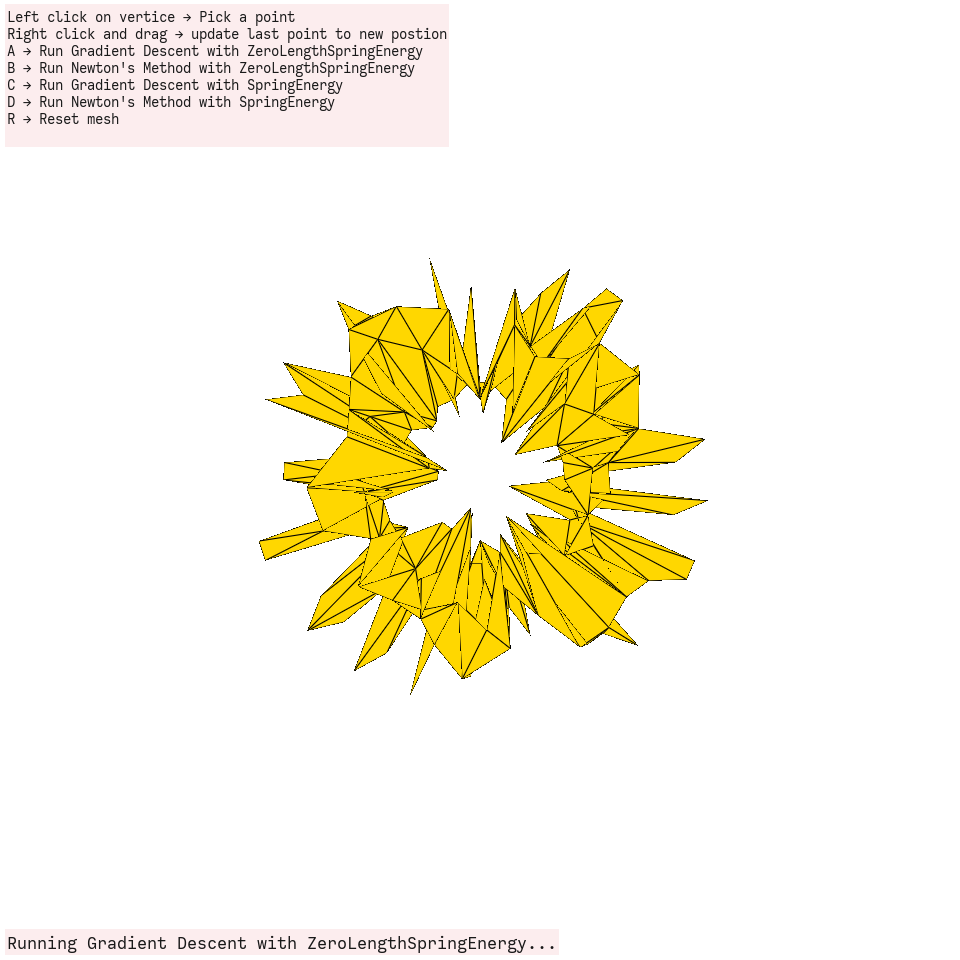 Left click on vertice → Pick a point
Right click and drag → update last point to new postion
A → Run Gradient Descent with ZeroLengthSpringEnergy
B → Run Newton's Method with ZeroLengthSpringEnergy
C → Run Gradient Descent with SpringEnergy
D → Run Newton's Method with SpringEnergy
R → Reset mesh
Running Gradient Descent with ZeroLengthSpringEnergy...